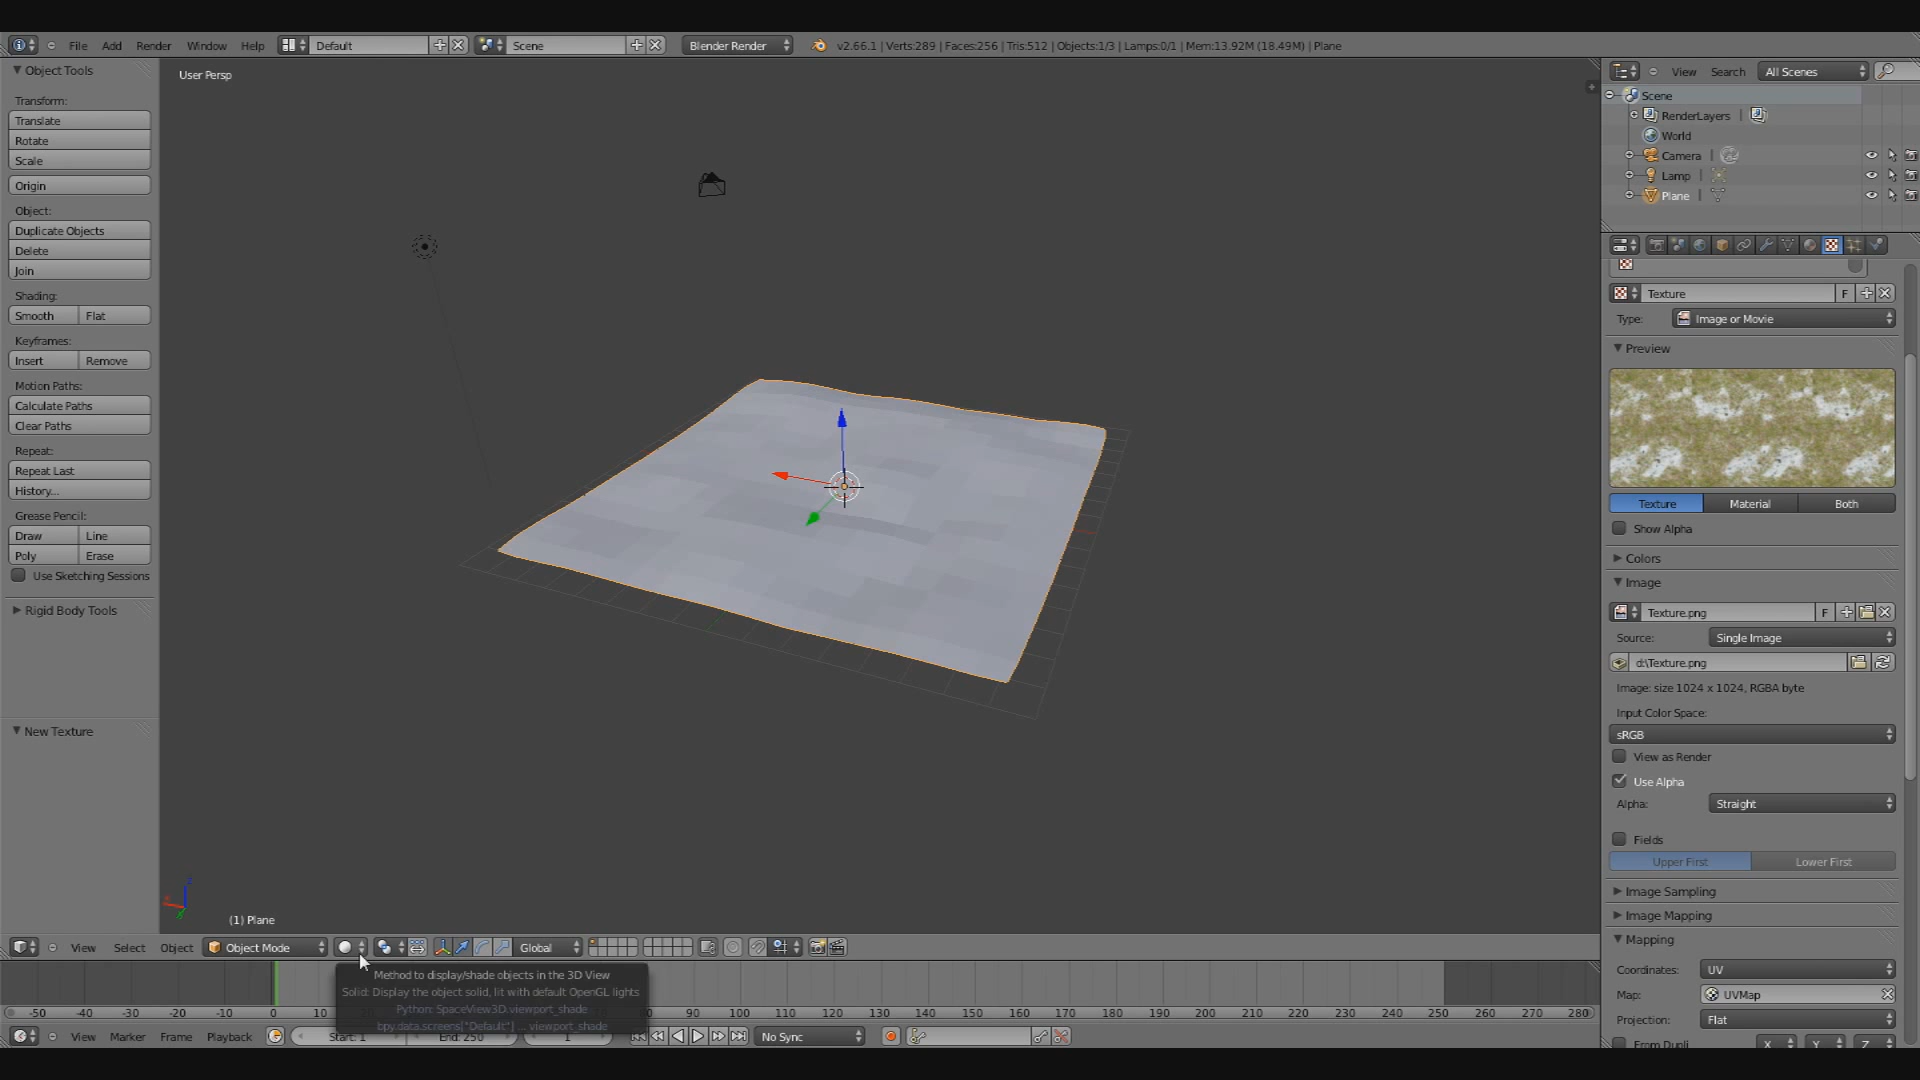 File Add Render Window Help Default Scene Blender Render v2.66.1 | Verts:289 | Faces:256 | Tris:512 | Objects:1/3 | Lamps:0/1 | Mem:13.92M (18.49M) | Plane
Object Tools
Transform:
Translate
Rotate
Scale
Origin
Object:
Duplicate Objects
Delete
Join
Shading:
Smooth Flat
Keyframes:
Insert Remove
Motion Paths:
Calculate Paths
Clear Paths
Repeat:
Repeat Last
History...
Grease Pencil:
Draw Line
Poly Erase
Use Sketching Sessions
Rigid Body Tools
New Texture
User Persp
(1) Plane
View Search All Scenes
Scene
RenderLayers |
World
Camera |
Lamp |
Plane |
Texture F
Type: Image or Movie
Preview
Texture Material Both
Show Alpha
Colors
Image
Texture.png F
Source: Single Image
d:\Texture.png
Image: size 1024 x 1024, RGBA byte
Input Color Space:
sRGB
View as Render
Use Alpha
Alpha: Straight
Fields
Upper First Lower First
Image Sampling
Image Mapping
Mapping
Coordinates: UV
Map: UVMap
Projection: Flat
From Dupli X Y Z
View Select Object Object Mode Global
Method to display/shade objects in the 3D View
Solid: Display the object solid, lit with default OpenGL lights
Python: SpaceView3D.viewport_shade
bpy.data.screens["Default"] ... viewport_shade
-50 -40 -30 -20 -10 0 10 90 100 110 120 130 140 150 160 170 180 190 200 210 220 230 240 250 260 270 280
View Marker Frame Playback Start: 1 End: 250 1 No Sync